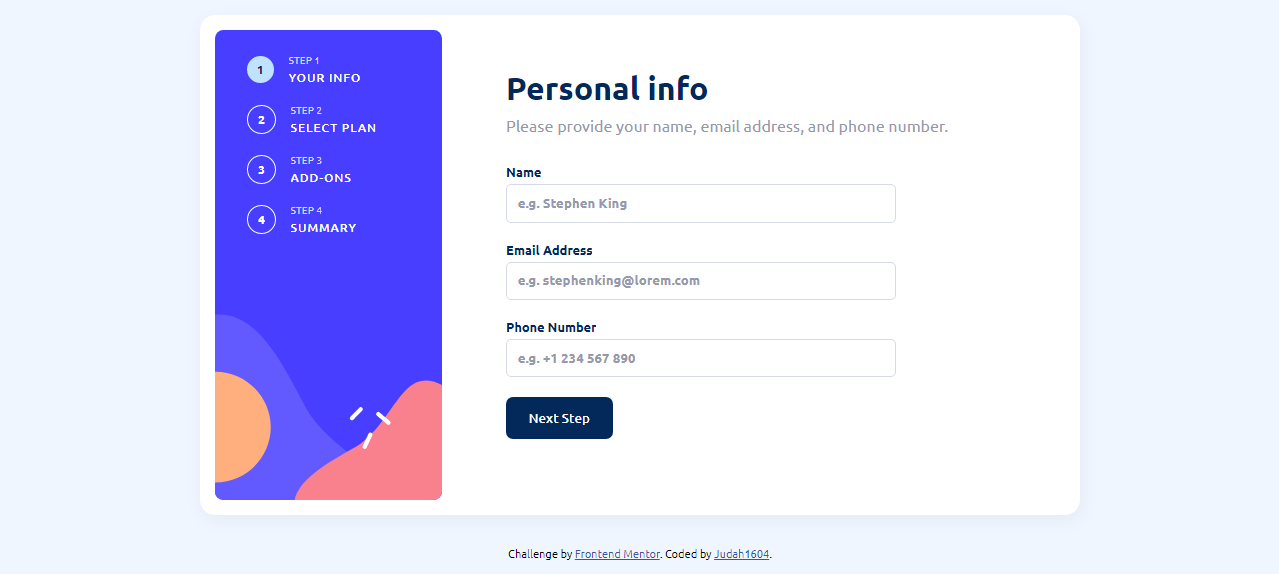 1
STEP 1
YOUR INFO
2
STEP 2
SELECT PLAN
3
STEP 3
ADD-ONS
4
STEP 4
SUMMARY
Personal info
Please provide your name, email address, and phone number.
Name
e.g. Stephen King
Email Address
e.g. stephenking@lorem.com
Phone Number
e.g. +1 234 567 890
Next Step
Challenge by Frontend Mentor. Coded by Judah1604.